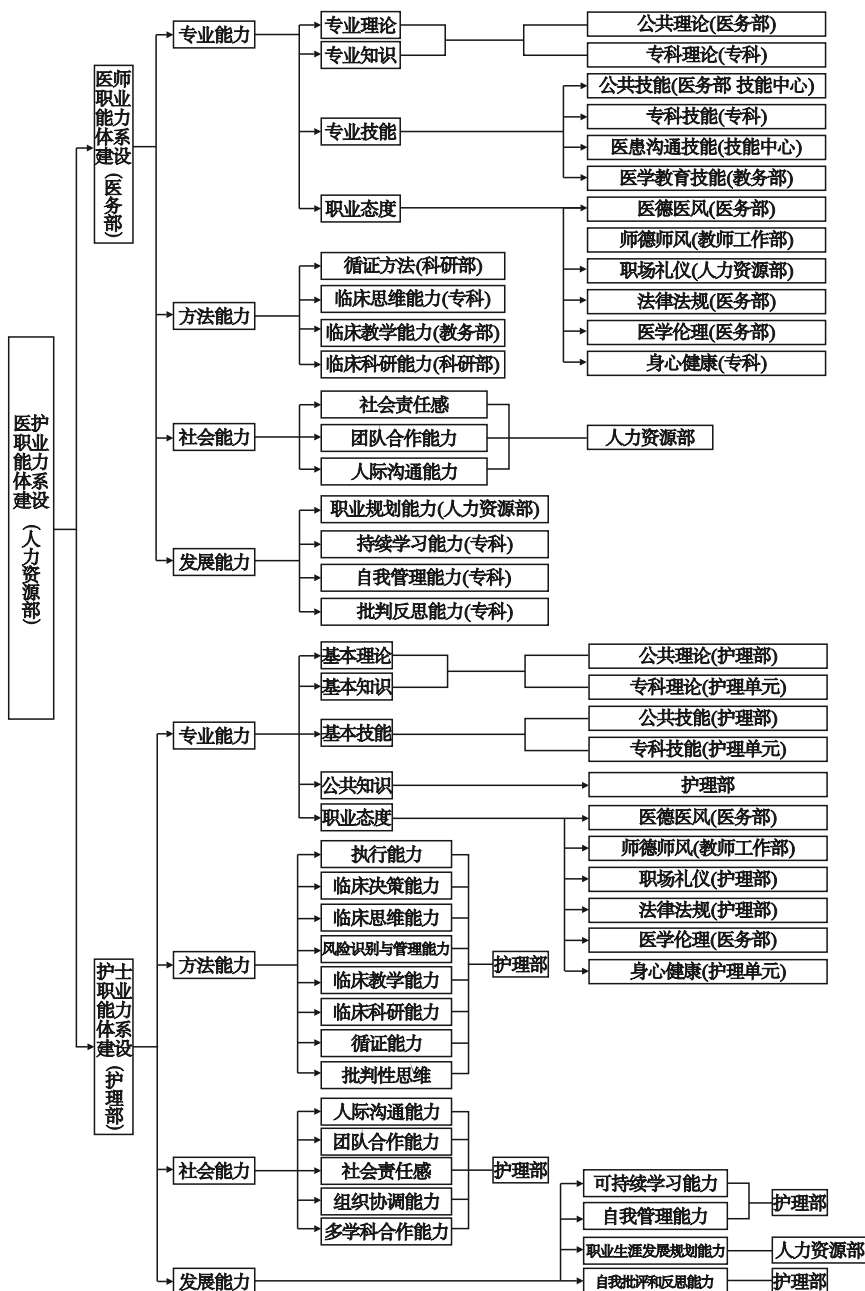 医护
职业
能力
体系
建设
(人力资源部)
医师
职业
能力
体系
建设
(医务部)
专业能力
专业理论
专业知识
公共理论(医务部)
专科理论(专科)
专业技能
公共技能(医务部 技能中心)
专科技能(专科)
医患沟通技能(技能中心)
医学教育技能(教务部)
职业态度
医德医风(医务部)
师德师风(教师工作部)
职场礼仪(人力资源部)
法律法规(医务部)
医学伦理(医务部)
身心健康(专科)
方法能力
循证方法(科研部)
临床思维能力(专科)
临床教学能力(教务部)
临床科研能力(科研部)
社会能力
社会责任感
团队合作能力
人际沟通能力
人力资源部
发展能力
职业规划能力(人力资源部)
持续学习能力(专科)
自我管理能力(专科)
批判反思能力(专科)
护士
职业
能力
体系
建设
(护理部)
专业能力
基本理论
基本知识
公共理论(护理部)
专科理论(护理单元)
基本技能
公共技能(护理部)
专科技能(护理单元)
公共知识
护理部
职业态度
医德医风(医务部)
师德师风(教师工作部)
职场礼仪(护理部)
法律法规(护理部)
医学伦理(医务部)
身心健康(护理单元)
方法能力
执行能力
临床决策能力
临床思维能力
风险识别与管理能力
临床教学能力
临床科研能力
循证能力
批判性思维
护理部
社会能力
人际沟通能力
团队合作能力
社会责任感
组织协调能力
多学科合作能力
护理部
发展能力
可持续学习能力
自我管理能力
护理部
职业生涯发展规划能力
人力资源部
自我批评和反思能力
护理部